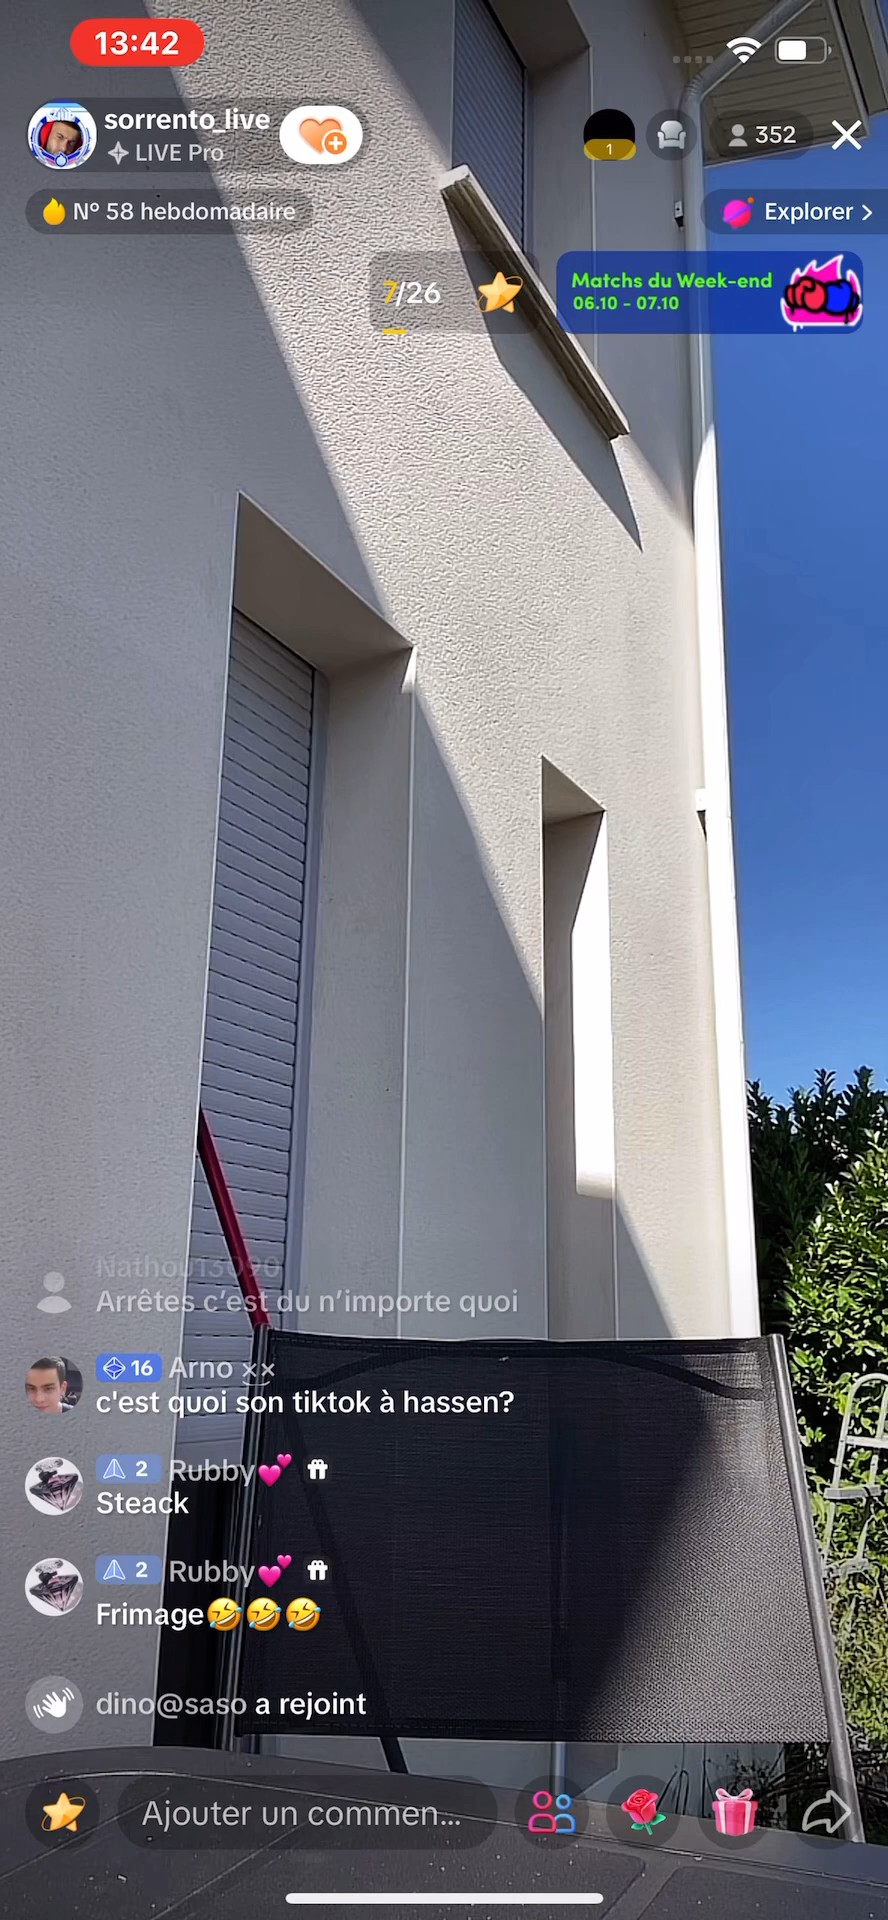 13:42
sorrento_live
LIVE Pro
1
352
N° 58 hebdomadaire
Explorer
7/26
Matchs du Week-end
06.10 - 07.10
Nathou13090
Arrêtes c'est du n'importe quoi
16 Arno ××
c'est quoi son tiktok à hassen?
2 Rubby💕
Steack
2 Rubby💕
Frimage🤣🤣🤣
dino@saso a rejoint
Ajouter un commen...